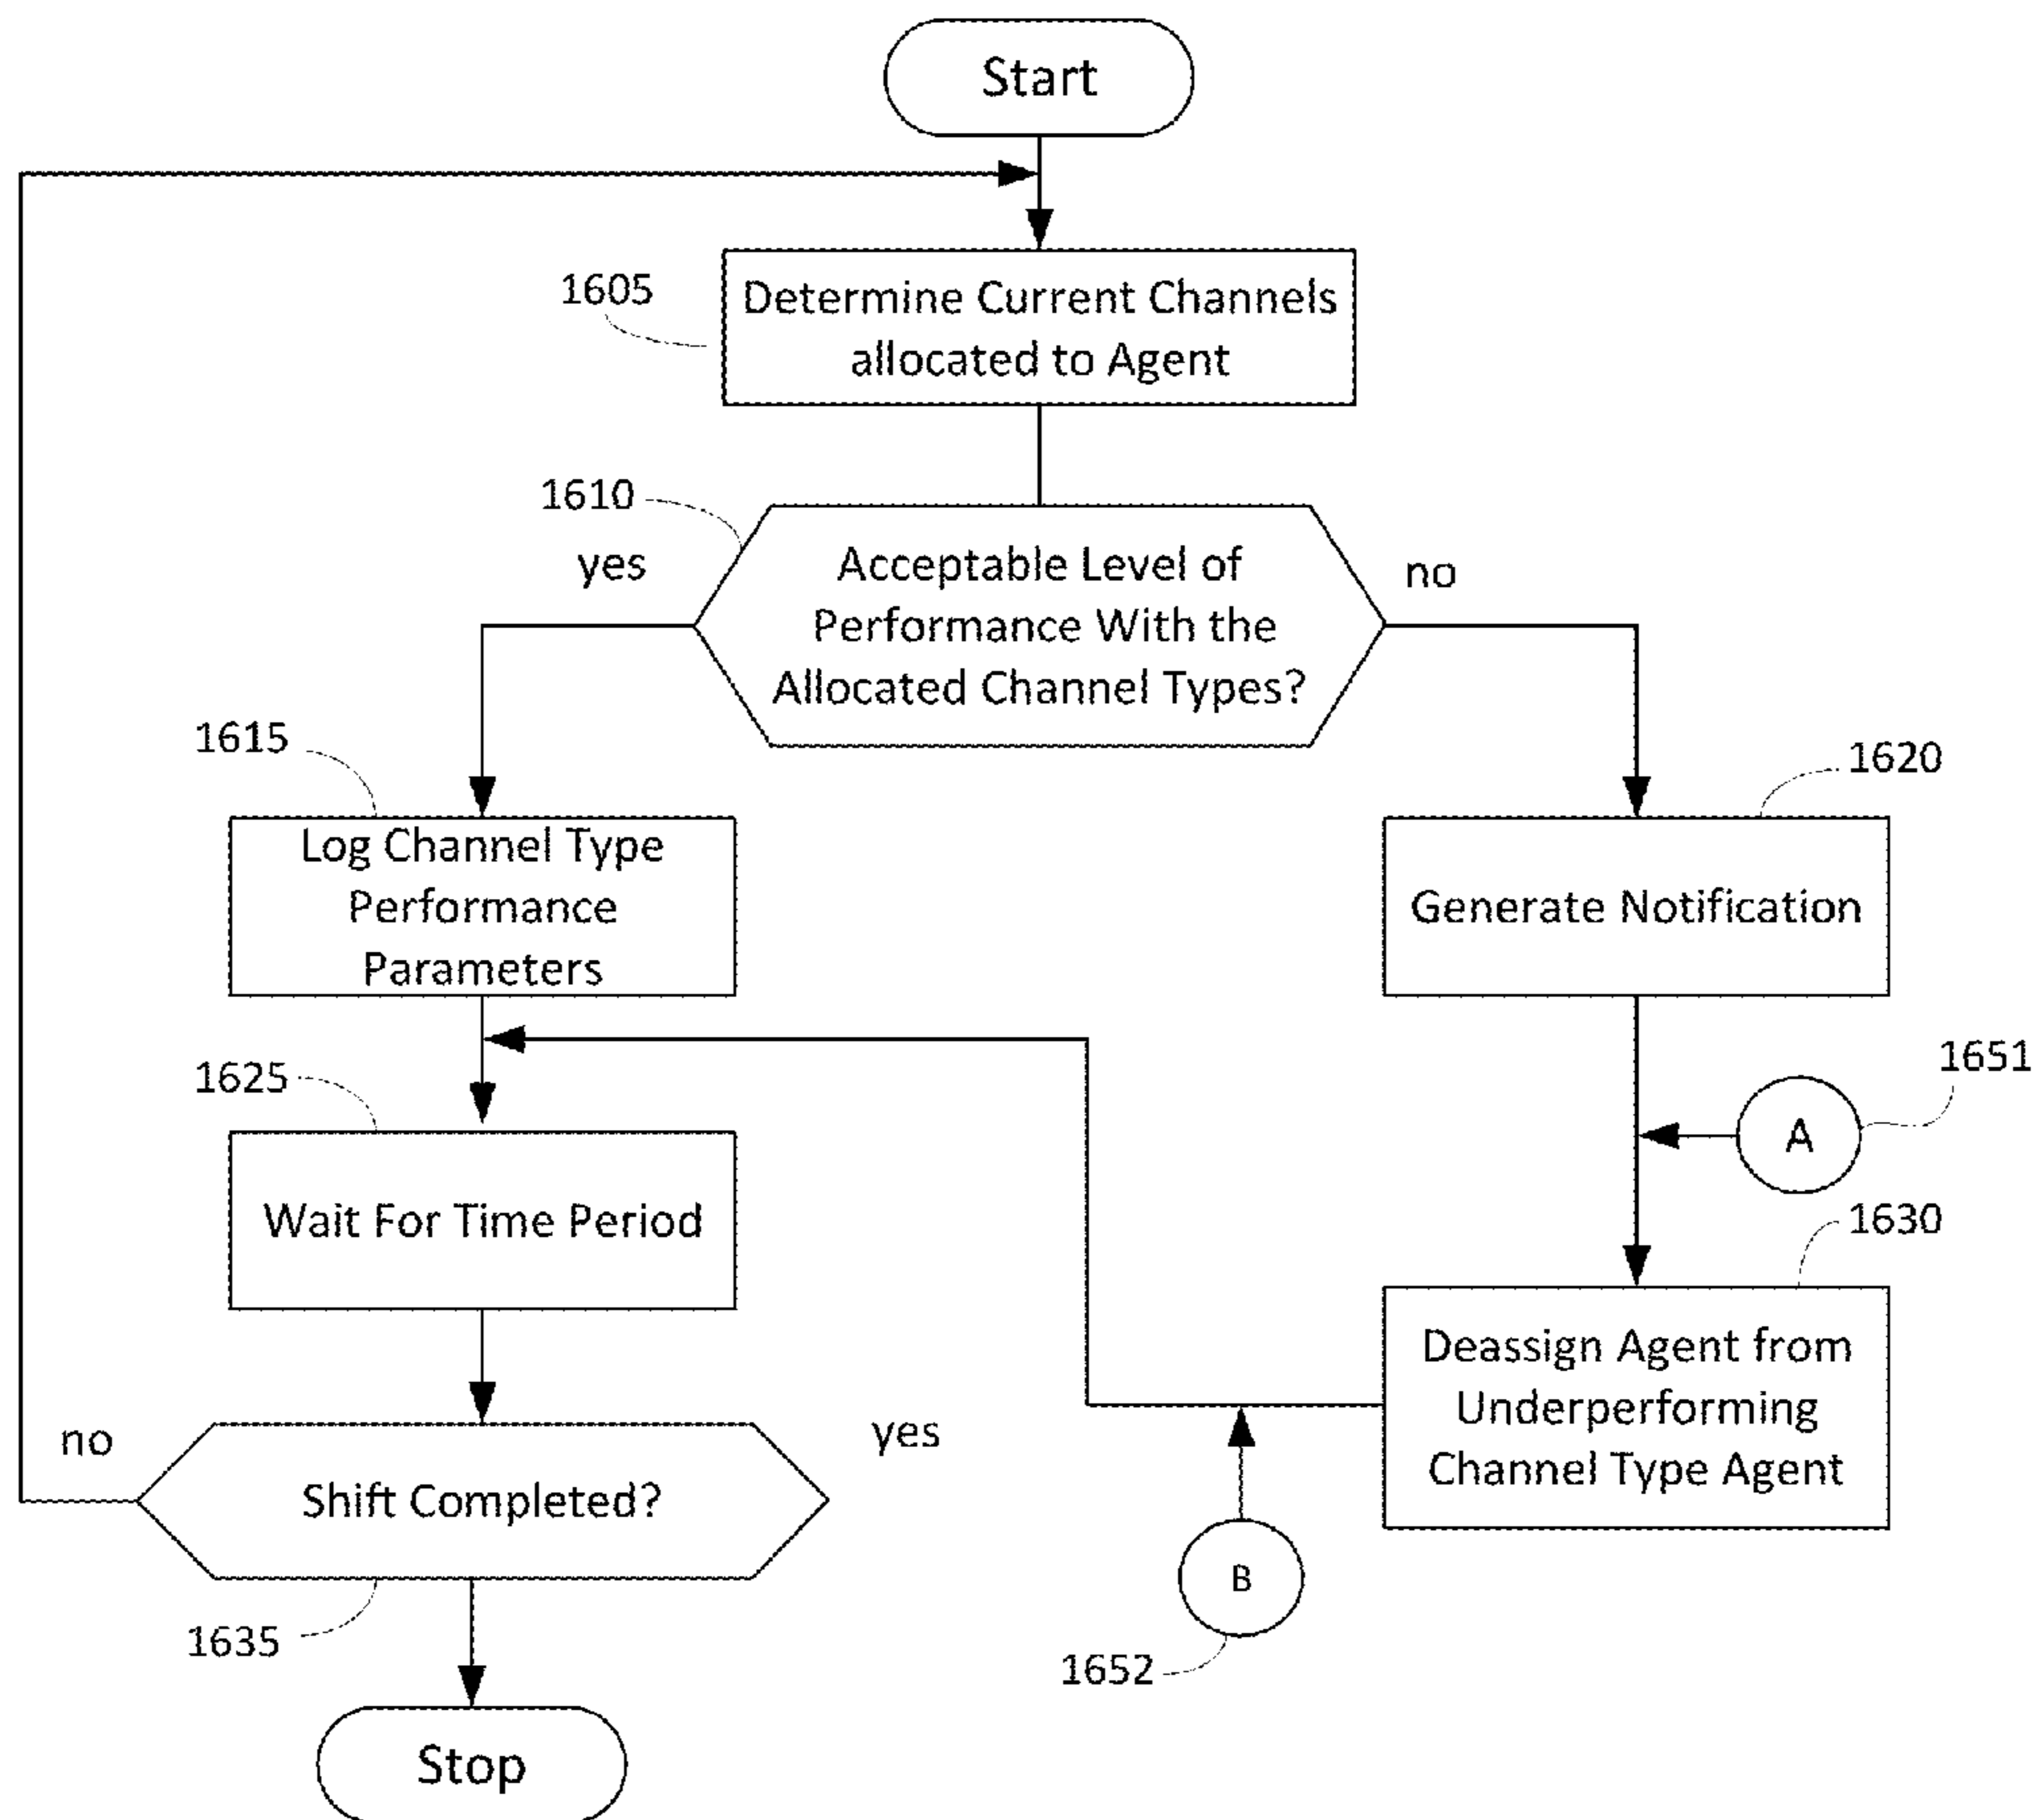 Start
1605
Determine Current Channels
allocated to Agent
1610
yes
Acceptable Level of
Performance With the
Allocated Channel Types?
no
1615
Log Channel Type
Performance
Parameters
1620
Generate Notification
1625
Wait For Time Period
1651
A
1630
Deassign Agent from
Underperforming
Channel Type Agent
no
Shift Completed?
yes
1635
B
1652
Stop